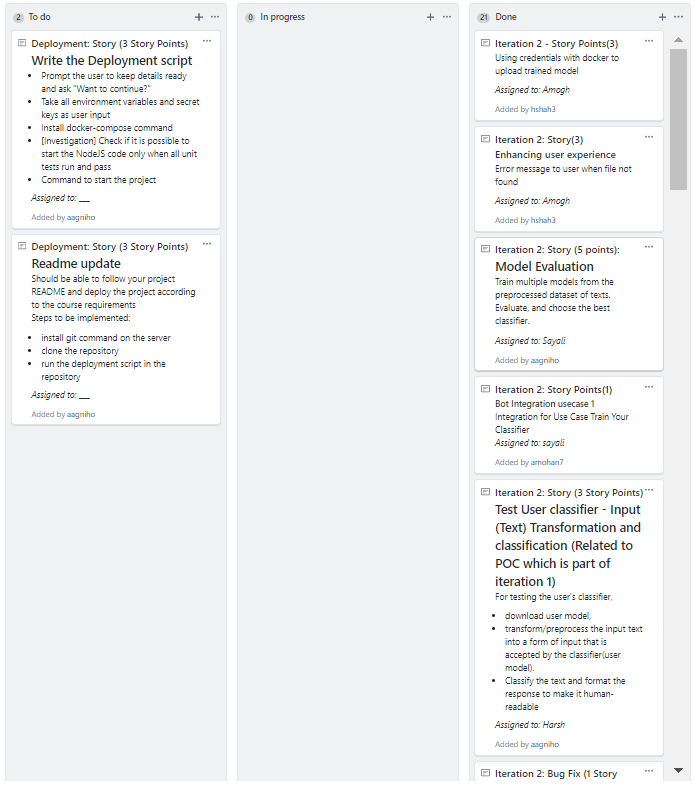 2 To do
Deployment: Story (3 Story Points)
Write the Deployment script
Prompt the user to keep details ready
and ask "Want to continue?"
Take all environment variables and secret
keys as user input
Install docker-compose command
[Investigation] Check if it is possible to
start the NodeJS code only when all unit
tests run and pass
Command to start the project
Assigned to: __
Added by aagniho
Deployment: Story (3 Story Points)
Readme update
Should be able to follow your project
README and deploy the project according
to the course requirements
Steps to be implemented:
install git command on the server
clone the repository
run the deployment script in the
repository
Assigned to: __
Added by aagniho
0 In progress
21 Done
Iteration 2 - Story Points(3)
Using credentials with docker to
upload trained model
Assigned to: Amogh
Added by hshah3
Iteration 2: Story(3)
Enhancing user experience
Error message to user when file not
found
Assigned to: Amogh
Added by hshah3
Iteration 2: Story (5 points):
Model Evaluation
Train multiple models from the
preprocessed dataset of texts.
Evaluate, and choose the best
classifier.
Assigned to: Sayali
Added by aagniho
Iteration 2: Story Points(1)
Bot Integration usecase 1
Integration for Use Case Train Your
Classifier
Assigned to: sayali
Added by amohan7
Iteration 2: Story (3 Story Points)
Test User classifier - Input
(Text) Transformation and
classification (Related to
POC which is part of
iteration 1)
For testing the user's classifier,
download user model,
transform/preprocess the input text
into a form of input that is
accepted by the classifier(user
model).
Classify the text and format the
response to make it human-
readable
Assigned to: Harsh
Added by aagniho
Iteration 2: Bug Fix (1 Story